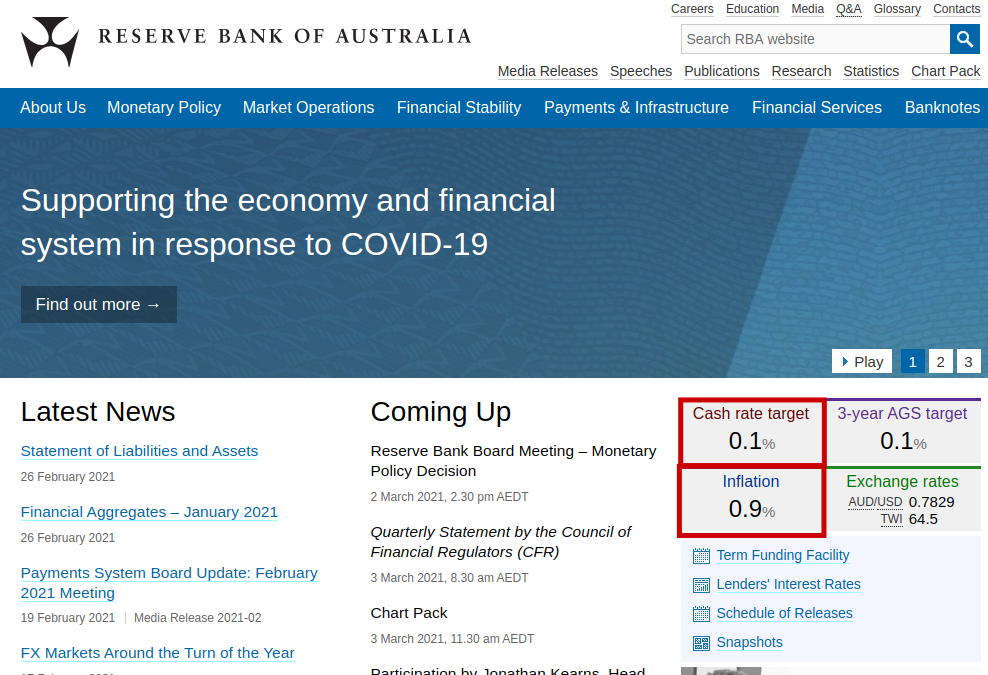 Careers Education Media Q&A Glossary Contacts
RESERVE BANK OF AUSTRALIA
Search RBA website
Media Releases Speeches Publications Research Statistics Chart Pack
About Us Monetary Policy Market Operations Financial Stability Payments & Infrastructure Financial Services Banknotes
Supporting the economy and financial
system in response to COVID-19
Find out more →
Play 1 2 3
Latest News
Statement of Liabilities and Assets
26 February 2021
Financial Aggregates – January 2021
26 February 2021
Payments System Board Update: February
2021 Meeting
19 February 2021 Media Release 2021-02
FX Markets Around the Turn of the Year
Coming Up
Reserve Bank Board Meeting – Monetary
Policy Decision
2 March 2021, 2.30 pm AEDT
Quarterly Statement by the Council of
Financial Regulators (CFR)
3 March 2021, 8.30 am AEDT
Chart Pack
3 March 2021, 11.30 am AEDT
Participation by Jonathan Kearns, Head
Cash rate target
0.1%
3-year AGS target
0.1%
Inflation
0.9%
Exchange rates
AUD/USD 0.7829
TWI 64.5
Term Funding Facility
Lenders' Interest Rates
Schedule of Releases
Snapshots